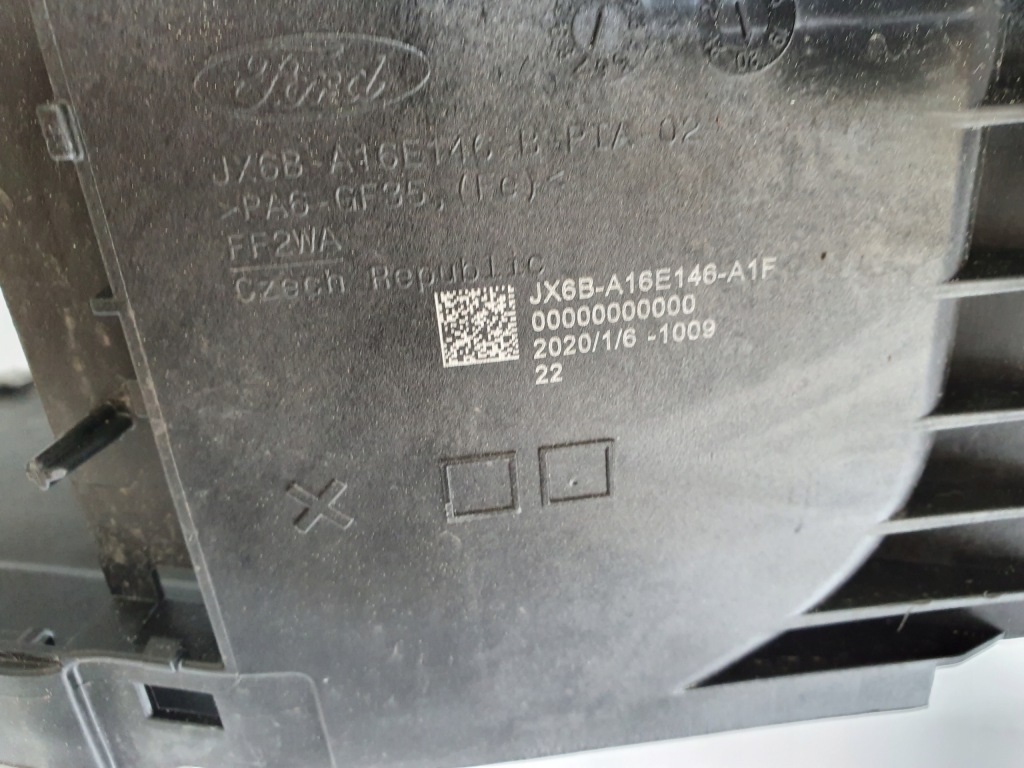 Ford
JX6B-A16E146-B-PIA 02
>PA6-GF35,
FF2WA
Czech Republic
JX6B-A16E146-A1F
00000000000
2020/1/6 -1009
22